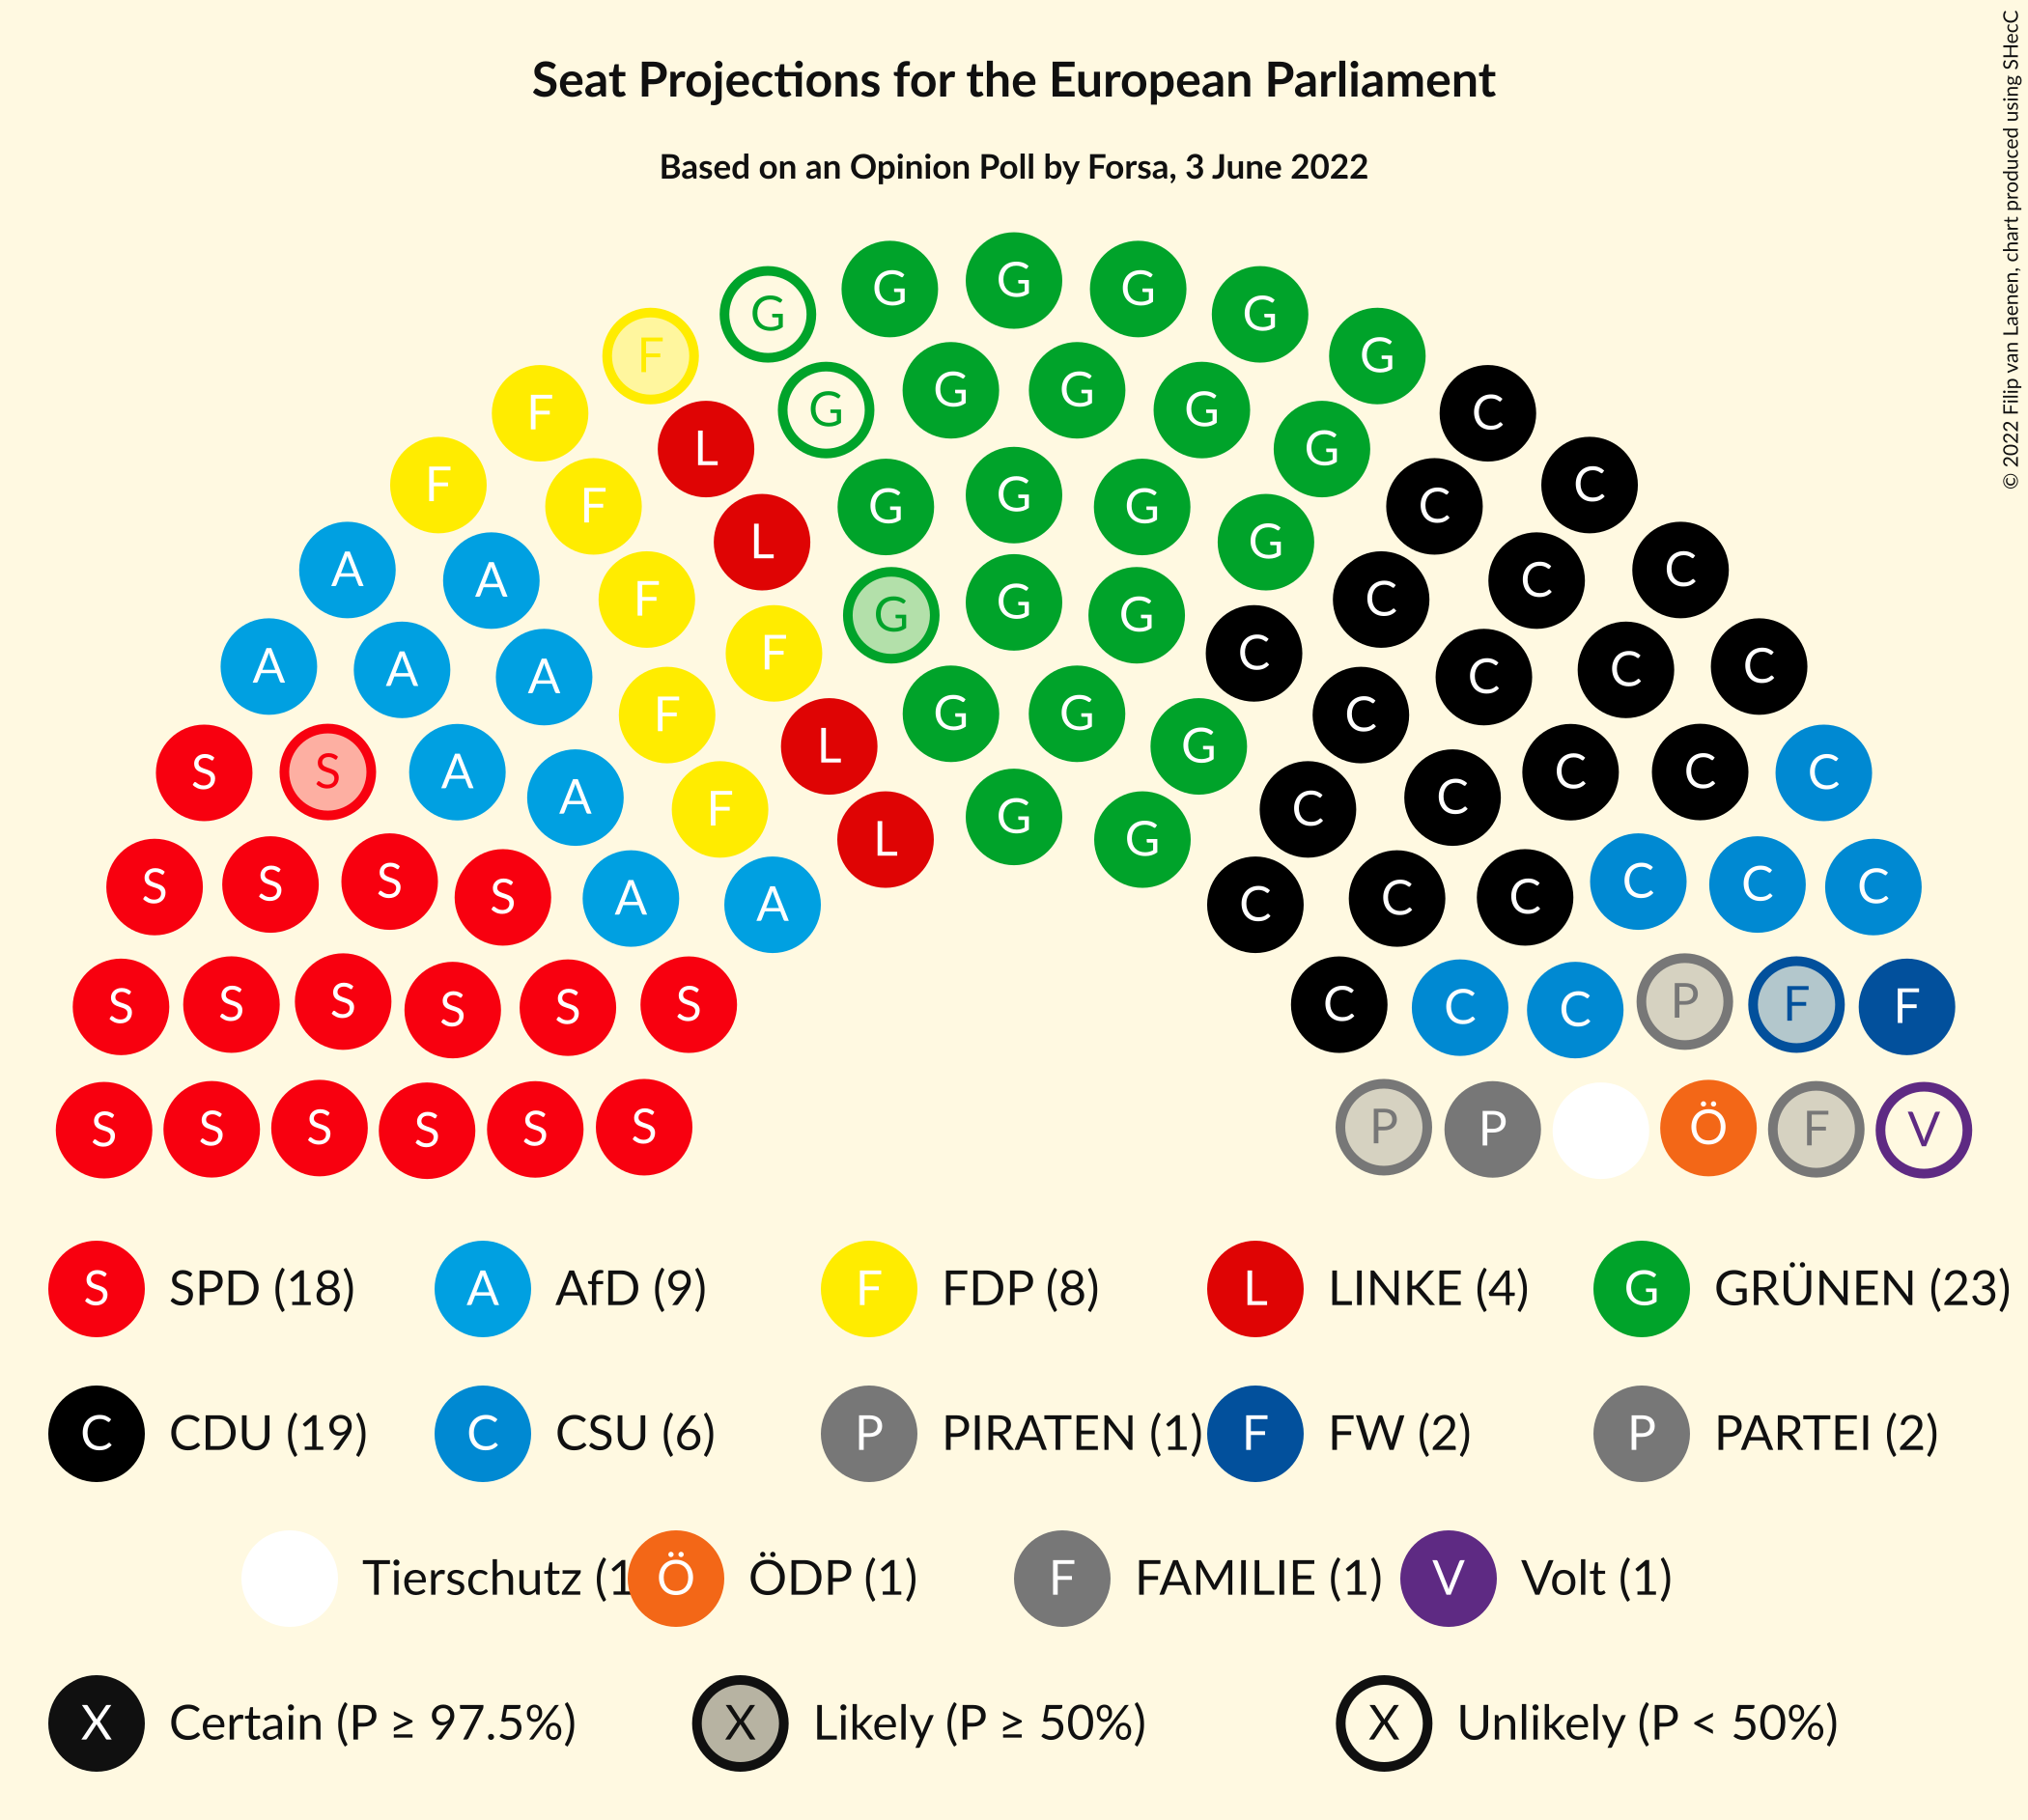 Seat Projections for the European Parliament
Based on an Opinion Poll by Forsa, 3 June 2022
© 2022 Filip van Laenen, chart produced using SHecC
G G G G G
F G
F G G G G C
L G
F F G G G C C
L G
A A F G G G C C C
A A A F C C C C
F G G C
S S A L G C C C
A F G C C
L G
S S S S A A C C C C C C
S S S S S S C C C P F F
S S S S S S P P Ö F V
S SPD (18) A AfD (9) F FDP (8) L LINKE (4) G GRÜNEN (23)
C CDU (19) C CSU (6) P PIRATEN (1) F FW (2) P PARTEI (2)
Tierschutz (1 Ö ÖDP (1) F FAMILIE (1) V Volt (1)
X Certain (P ≥ 97.5%) X Likely (P ≥ 50%) X Unlikely (P < 50%)